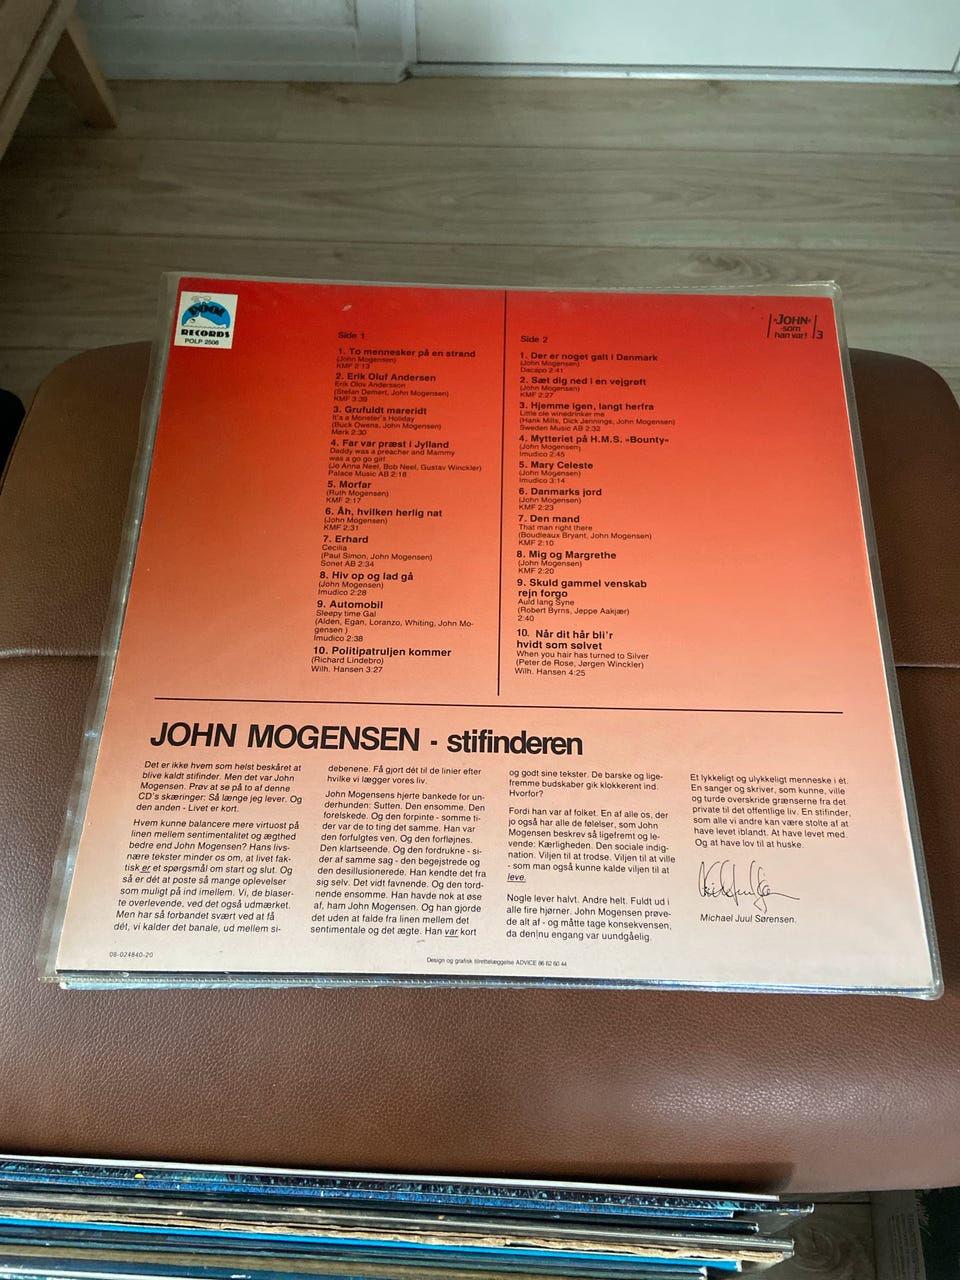 POOL
RECORDS
POLP 2508
»JOHN«
-som
han var!
3
Side 1
1. To mennesker på en strand
(John Mogensen)
KMF 2:13
2. Erik Oluf Andersen
Erik Olov Andersson
(Stefan Demert, John Mogensen)
KMF 3:39
3. Grufuldt mareridt
It's a Monster's Holiday
(Buck Owens, John Mogensen)
Mørk 2:30
4. Far var præst i Jylland
Daddy was a preacher and Mammy
was a go go girl
(Jo Anna Neel, Bob Neel, Gustav Winckler)
Palace Music AB 2:18
5. Morfar
(Ruth Mogensen)
KMF 2:17
6. Åh, hvilken herlig nat
(John Mogensen)
KMF 2:31
7. Erhard
Cecilia
(Paul Simon, John Mogensen)
Sonet AB 2:34
8. Hiv op og lad gå
(John Mogensen)
Imudico 2:28
9. Automobil
Sleepy time Gal
(Alden, Egan, Loranzo, Whiting, John Mo-
gensen )
Imudico 2:38
10. Politipatruljen kommer
(Richard Lindebro)
Wilh. Hansen 3:27
Side 2
1. Der er noget galt i Danmark
(John Mogensen)
Dacapo 2:41
2. Sæt dig ned i en vejgrøft
(John Mogensen)
KMF 2:27
3. Hjemme igen, langt herfra
Little ole winedrinker me
(Hank Mills, Dick Jennings, John Mogensen)
Sweden Music AB 2:32
4. Mytteriet på H.M.S. »Bounty«
(John Mogensen)
Imudico 2:45
5. Mary Celeste
(John Mogensen)
Imudico 3:14
6. Danmarks jord
(John Mogensen)
KMF 2:23
7. Den mand
That man right there
(Boudleaux Bryant, John Mogensen)
KMF 2:10
8. Mig og Margrethe
(John Mogensen)
KMF 2:20
9. Skuld gammel venskab
rejn forgo
Auld lang Syne
(Robert Byrns, Jeppe Aakjær)
2:40
10. Når dit hår bli'r
hvidt som sølvet
When you hair has turned to Silver
(Peter de Rose, Jørgen Winckler)
Wilh. Hansen 4:25
JOHN MOGENSEN - stifinderen
Det er ikke hvem som helst beskåret at
blive kaldt stifinder. Men det var John
Mogensen. Prøv at se på to af denne
CD's skæringer: Så længe jeg lever. Og
den anden - Livet er kort.
Hvem kunne balancere mere virtuost på
linen mellem sentimentalitet og ægthed
bedre end John Mogensen? Hans livs-
nære tekster minder os om, at livet fak-
tisk er et spørgsmål om start og slut. Og
så er dét at poste så mange oplevelser
som muligt på ind imellem. Vi, de blaser-
te overlevende, ved det også udmærket.
Men har så forbandet svært ved at få
dét, vi kalder det banale, ud mellem si-
debenene. Få gjort dét til de linier efter
hvilke vi lægger vores liv.
John Mogensens hjerte bankede for un-
derhunden: Sutten. Den ensomme. Den
forelskede. Og den forpinte - somme ti-
der var de to ting det samme. Han var
den forfulgtes ven. Og den forfløjnes.
Den klartseende. Og den fordrukne - si-
der af samme sag - den begejstrede og
den desillusionerede. Han kendte det fra
sig selv. Det vidt favnende. Og den tord-
nende ensomme. Han havde nok at øse
af, ham John Mogensen. Og han gjorde
det uden at falde fra linen mellem det
sentimentale og det ægte. Han var kort
og godt sine tekster. De barske og lige-
fremme budskaber gik klokkerent ind.
Hvorfor?
Fordi han var af folket. En af alle os, der
jo også har alle de følelser, som John
Mogensen beskrev så ligefremt og le-
vende: Kærligheden. Den sociale indig-
nation. Viljen til at trodse. Viljen til at ville
- som man også kunne kalde viljen til at
leve.
Nogle lever halvt. Andre helt. Fuldt ud i
alle fire hjørner. John Mogensen prøve-
de alt af - og måtte tage konsekvensen,
da den nu engang var uundgåelig.
Et lykkeligt og ulykkeligt menneske i ét.
En sanger og skriver, som kunne, ville
og turde overskride grænserne fra det
private til det offentlige liv. En stifinder,
som alle vi andre kan være stolte af at
have levet iblandt. At have levet med.
Og at have lov til at huske.
Michael Juul Sørensen.
08-024840-20
Design og grafisk tilrettelæggelse ADVICE 86 62 60 44